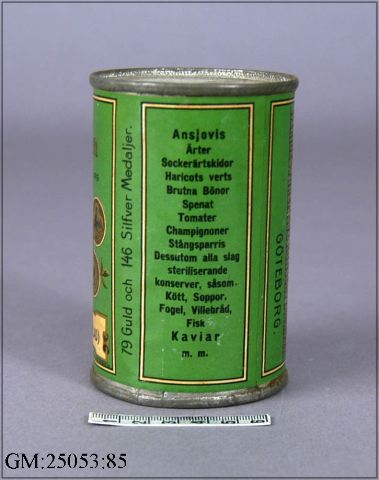 79 Guld och 146 Silfver Medaljer.
Ansjovis
Ärter
Sockerärtskidor
Haricots verts
Brutna Bönor
Spenat
Tomater
Champignoner
Stångsparris
Dessutom alla slag
steriliserande
konserver, såsom
Kött, Soppor,
Fogel, Villebråd,
Fisk
Kaviar
m. m.
GÖTEBORG.
GM:25053:85